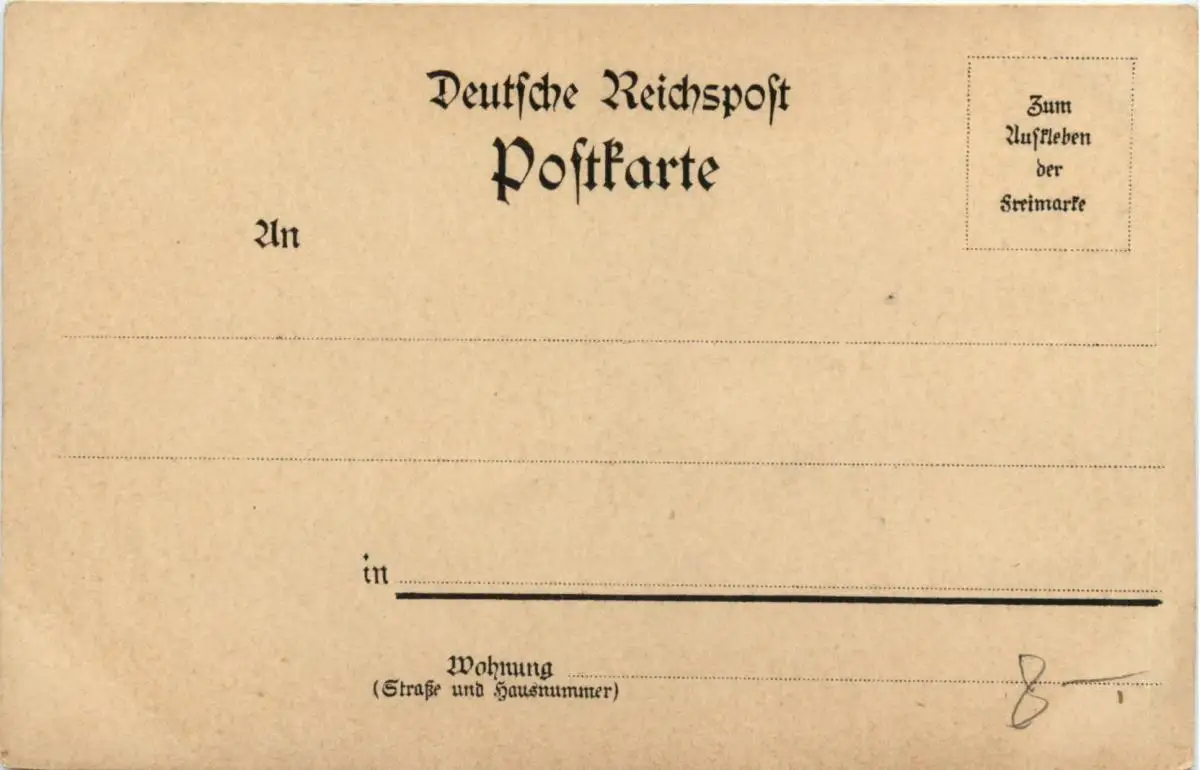 Deutſche Reichspoſt
Poſtkarte
Zum
Aufkleben
der
Freimarke
An
in
Wohnung
(Straße und Hausnummer)
8—,